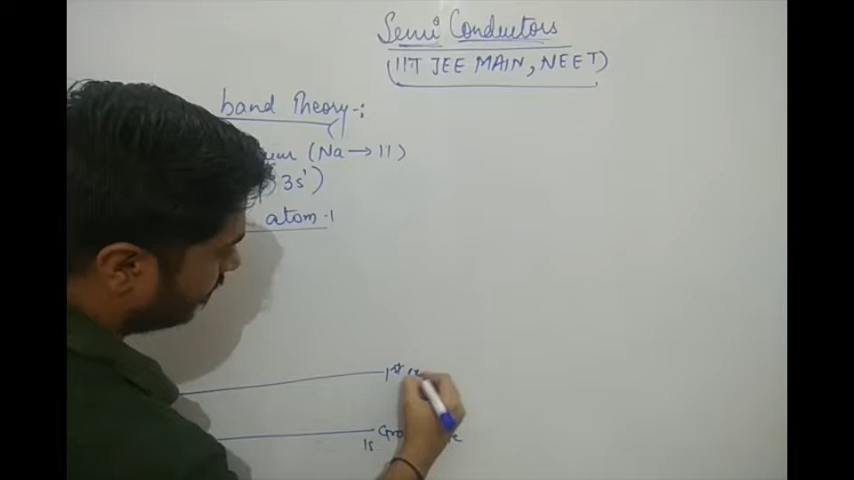 Semi Conductors
(IIT JEE MAIN, NEET)
band Theory -:
(Na → 11)
3s¹)
atom-1
1st
1s